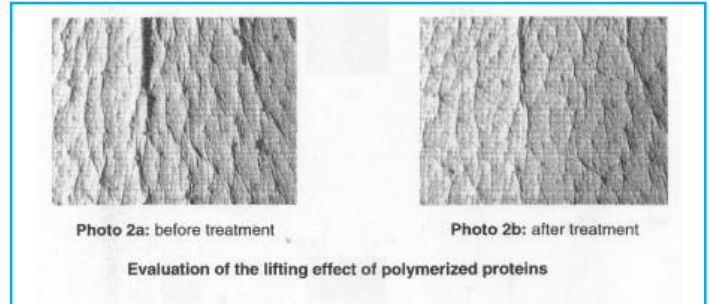 Photo 2a: before treatment
Photo 2b: after treatment
Evaluation of the lifting effect of polymerized proteins